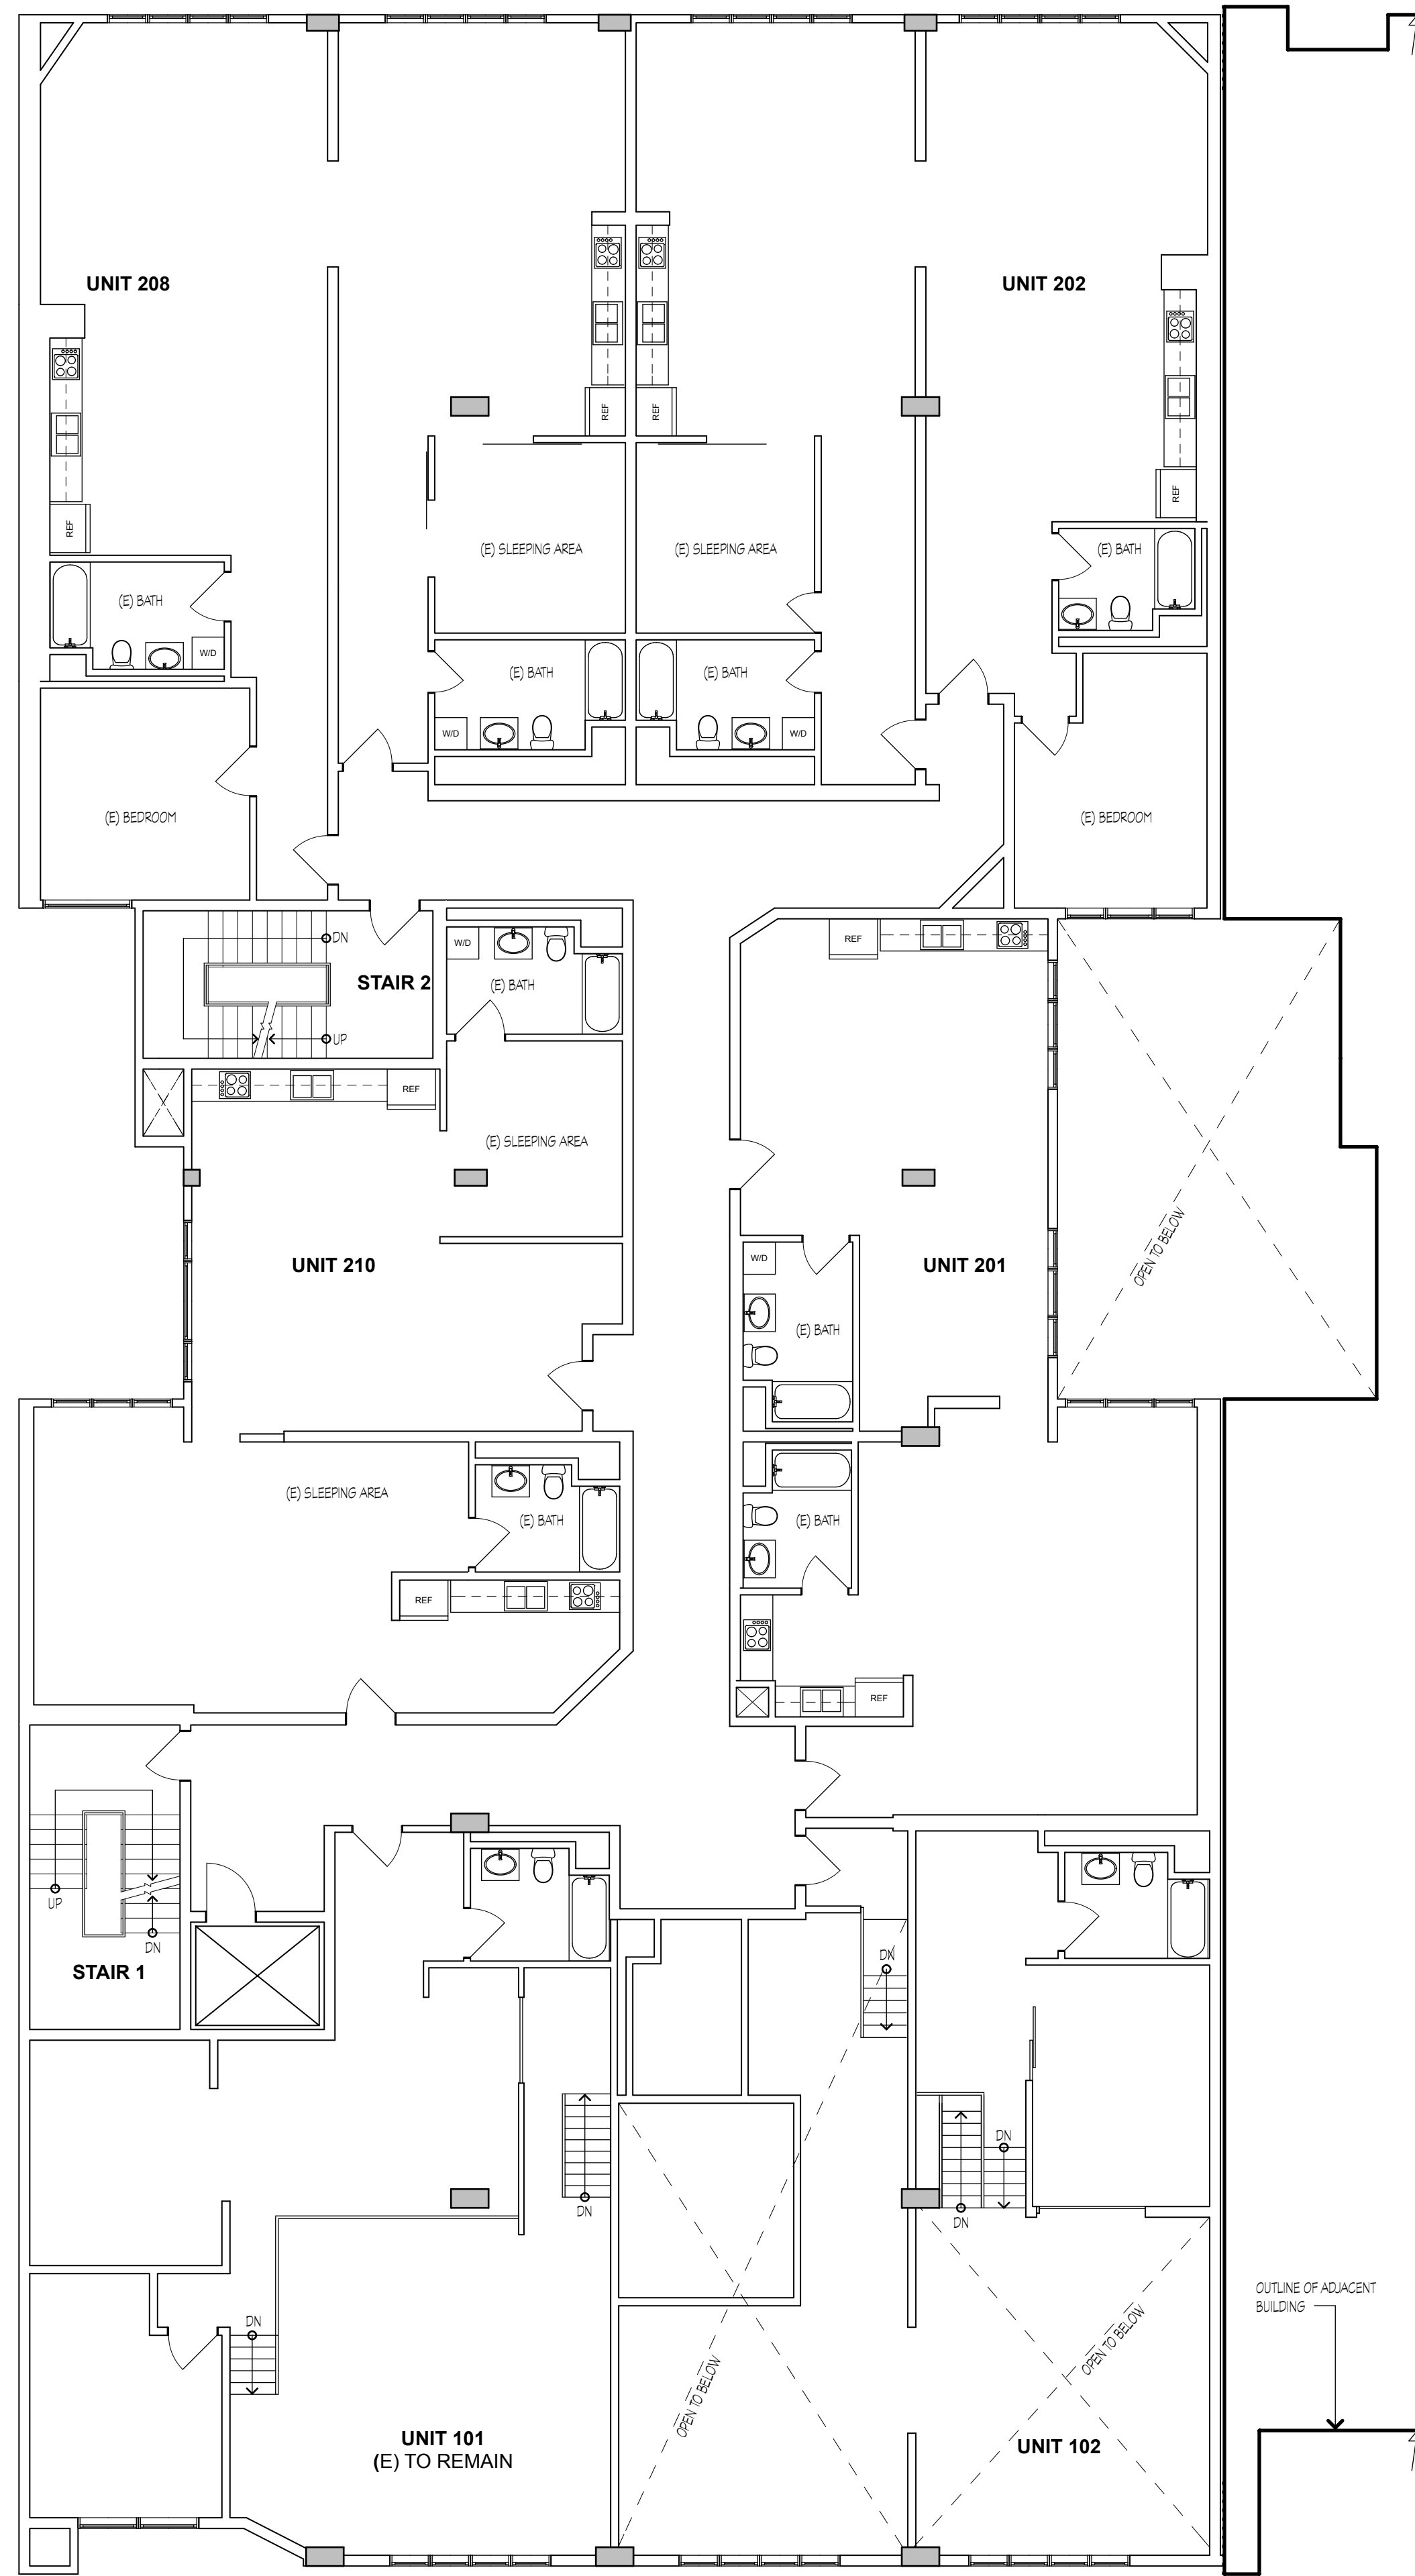 UNIT 208
UNIT 202
REF
REF
REF
REF
(E) SLEEPING AREA
(E) SLEEPING AREA
(E) BATH
(E) BATH
W/D
(E) BATH
(E) BATH
W/D
W/D
(E) BEDROOM
(E) BEDROOM
DN
STAIR 2
UP
W/D
(E) BATH
REF
REF
(E) SLEEPING AREA
OPEN TO BELOW
UNIT 210
W/D
UNIT 201
(E) BATH
(E) SLEEPING AREA
(E) BATH
(E) BATH
REF
REF
UP
DN
STAIR 1
DN
DN
DN
DN
DN
OUTLINE OF ADJACENT
BUILDING
OPEN TO BELOW
OPEN TO BELOW
UNIT 101
(E) TO REMAIN
UNIT 102